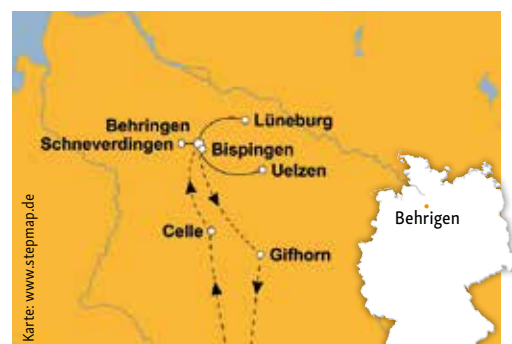 Lüneburg
Behringen
Schneverdingen
Bispingen
Uelzen
Behrigen
Celle
Gifhorn
Karte: www.stepmap.de